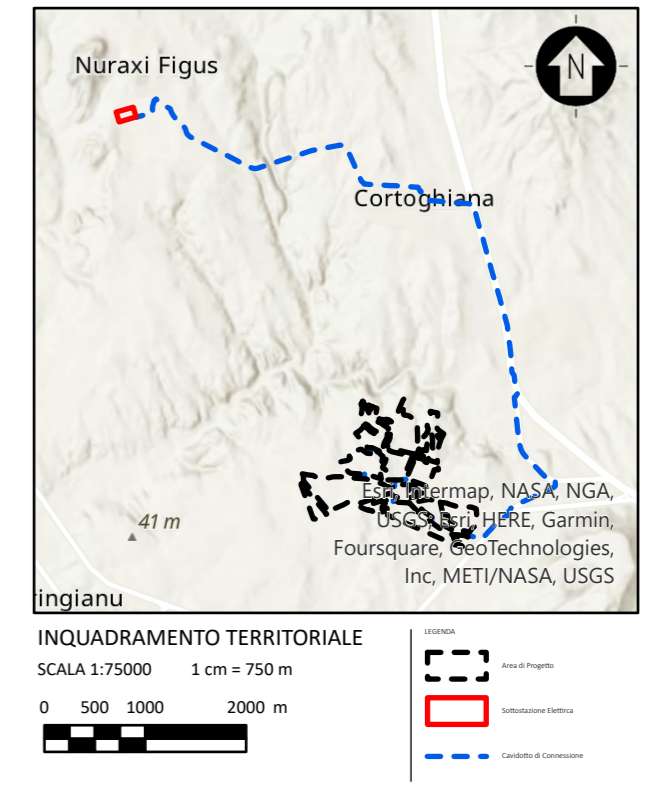 Nuraxi Figus
N
Cortoghiana
Esri, Intermap, NASA, NGA,
USGS, Esri, HERE, Garmin,
Foursquare, GeoTechnologies,
Inc, METI/NASA, USGS
41 m
ingianu
INQUADRAMENTO TERRITORIALE
SCALA 1:75000 1 cm = 750 m
0 500 1000 2000 m
LEGENDA
Area di Progetto
Sottostazione Elettirca
Cavidotto di Connessione